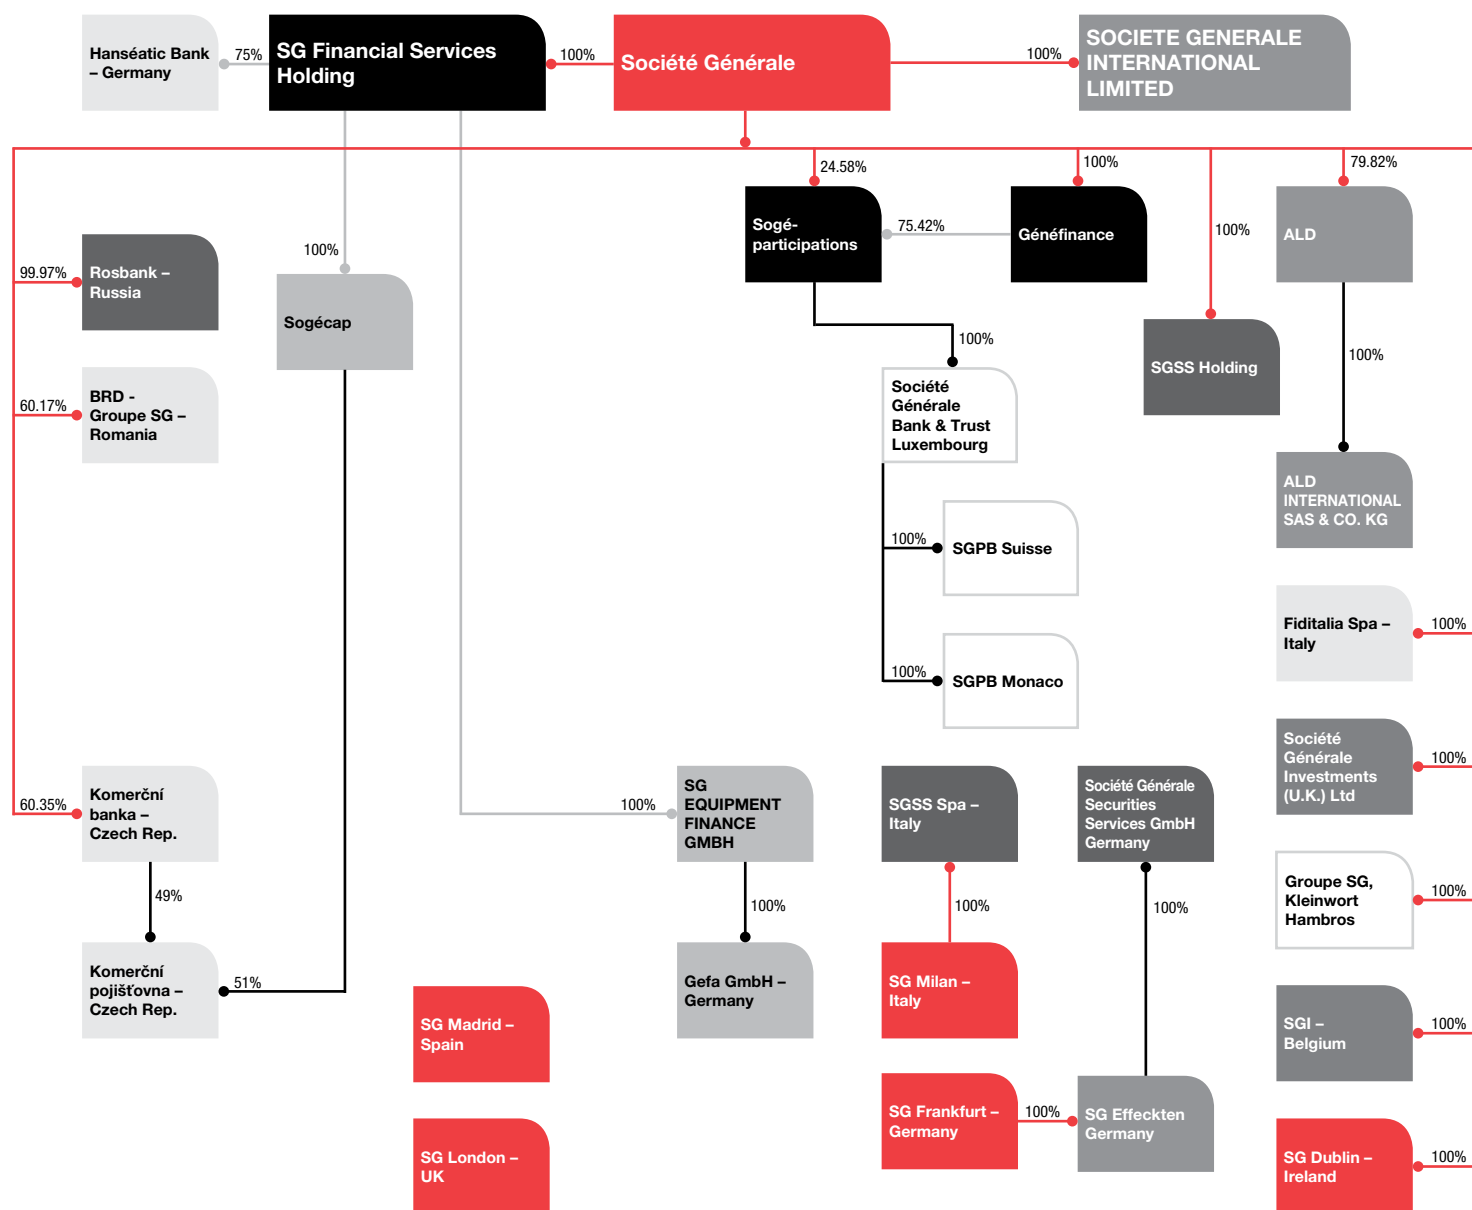 Hanséatic Bank
– Germany
75%
SG Financial Services
Holding
100%
Société Générale
100%
SOCIETE GENERALE
INTERNATIONAL
LIMITED
24.58%
100%
79.82%
100%
Sogé-
participations
75.42%
Généfinance
ALD
100%
99.97%
Rosbank –
Russia
Sogécap
100%
SGSS Holding
100%
60.17%
BRD -
Groupe SG –
Romania
Société
Générale
Bank & Trust
Luxembourg
ALD
INTERNATIONAL
SAS & CO. KG
100%
SGPB Suisse
Fiditalia Spa –
Italy
100%
100%
SGPB Monaco
Société
Générale
Investments
(U.K.) Ltd
100%
60.35%
Komerční
banka –
Czech Rep.
100%
SG
EQUIPMENT
FINANCE
GMBH
SGSS Spa –
Italy
Société Générale
Securities
Services GmbH
Germany
49%
100%
100%
100%
Groupe SG,
Kleinwort
Hambros
100%
Komerční
pojišťovna –
Czech Rep.
51%
Gefa GmbH –
Germany
SG Milan –
Italy
SG Madrid –
Spain
SGI –
Belgium
100%
SG Frankfurt –
Germany
100%
SG Effeckten
Germany
SG London –
UK
SG Dublin –
Ireland
100%